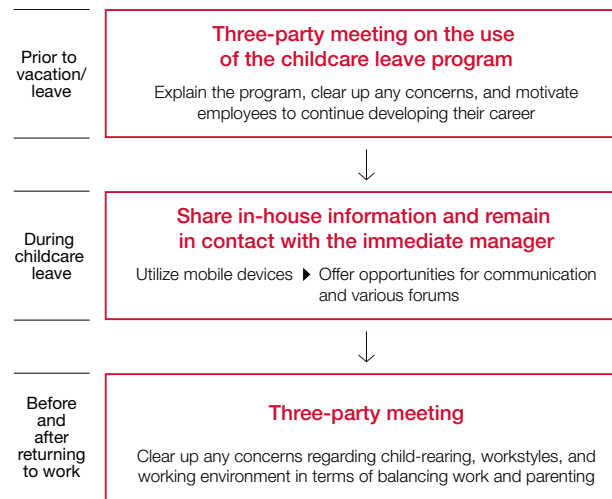 Prior to
vacation/
leave
Three-party meeting on the use
of the childcare leave program
Explain the program, clear up any concerns, and motivate
employees to continue developing their career
During
childcare
leave
Share in-house information and remain
in contact with the immediate manager
Utilize mobile devices ▶ Offer opportunities for communication
and various forums
Before
and
after
returning
to work
Three-party meeting
Clear up any concerns regarding child-rearing, workstyles, and
working environment in terms of balancing work and parenting